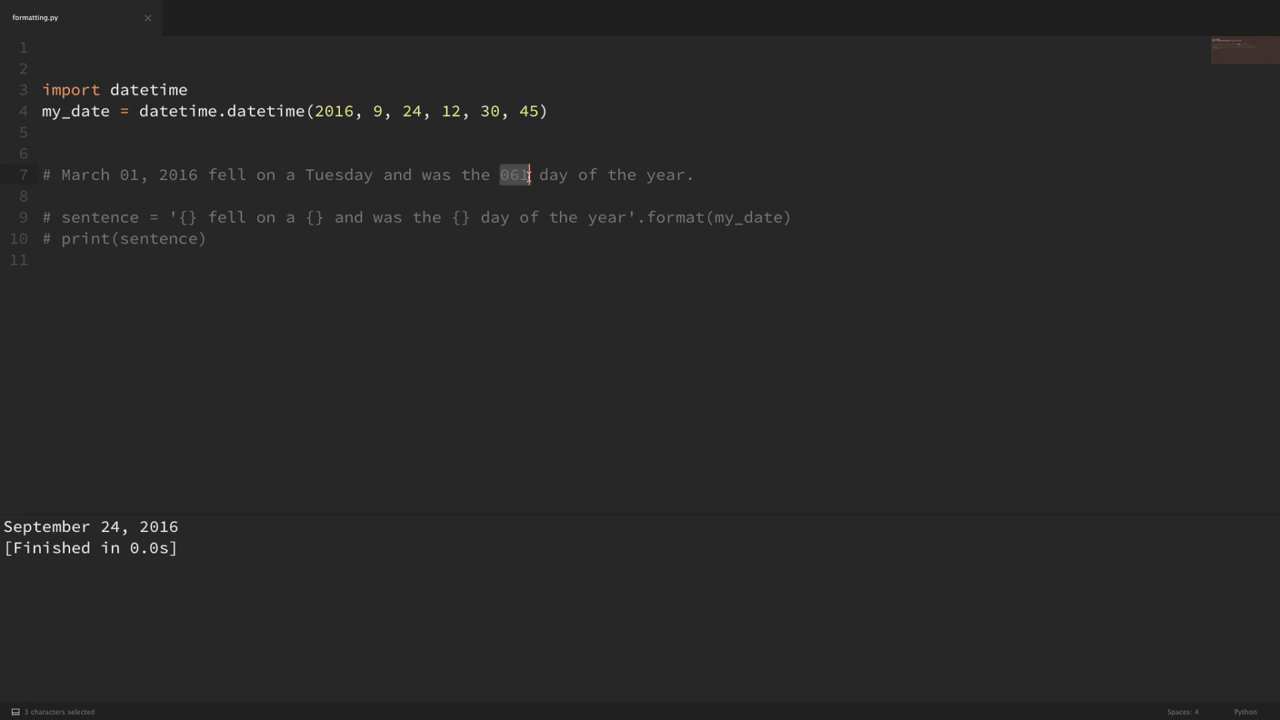 formatting.py ×
1
2
3 import datetime
4 my_date = datetime.datetime(2016, 9, 24, 12, 30, 45)
5
6
7 # March 01, 2016 fell on a Tuesday and was the 061 day of the year.
8
9 # sentence = '{} fell on a {} and was the {} day of the year'.format(my_date)
10 # print(sentence)
11
September 24, 2016
[Finished in 0.0s]
3 characters selected Spaces: 4 Python